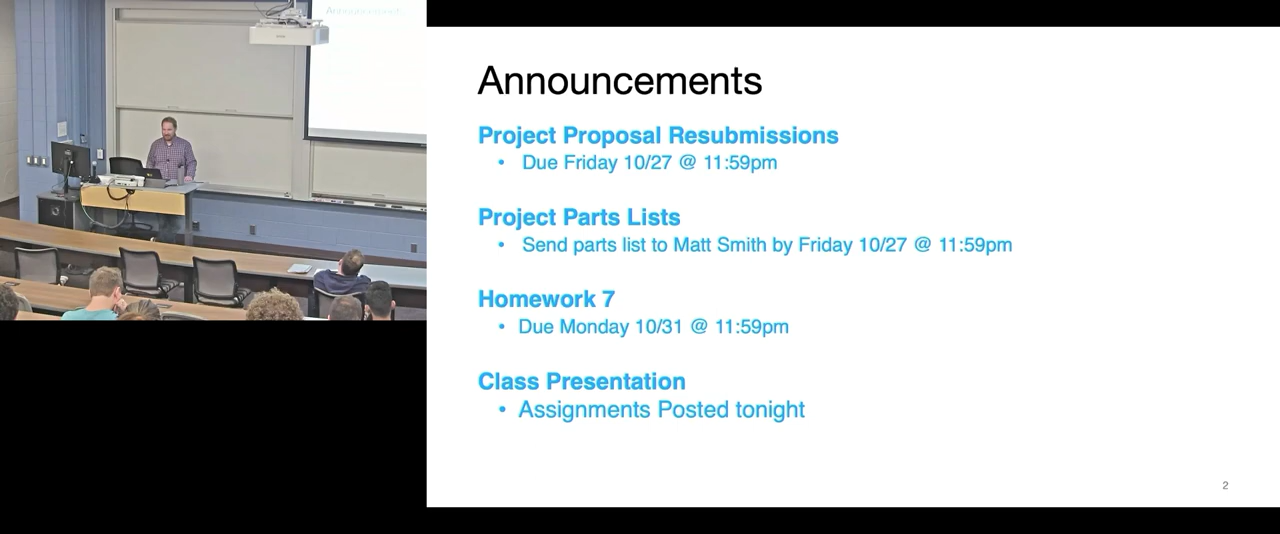 Announcements
Announcements
Project Proposal Resubmissions
• Due Friday 10/27 @ 11:59pm
Project Parts Lists
• Send parts list to Matt Smith by Friday 10/27 @ 11:59pm
Homework 7
• Due Monday 10/31 @ 11:59pm
Class Presentation
• Assignments Posted tonight
2